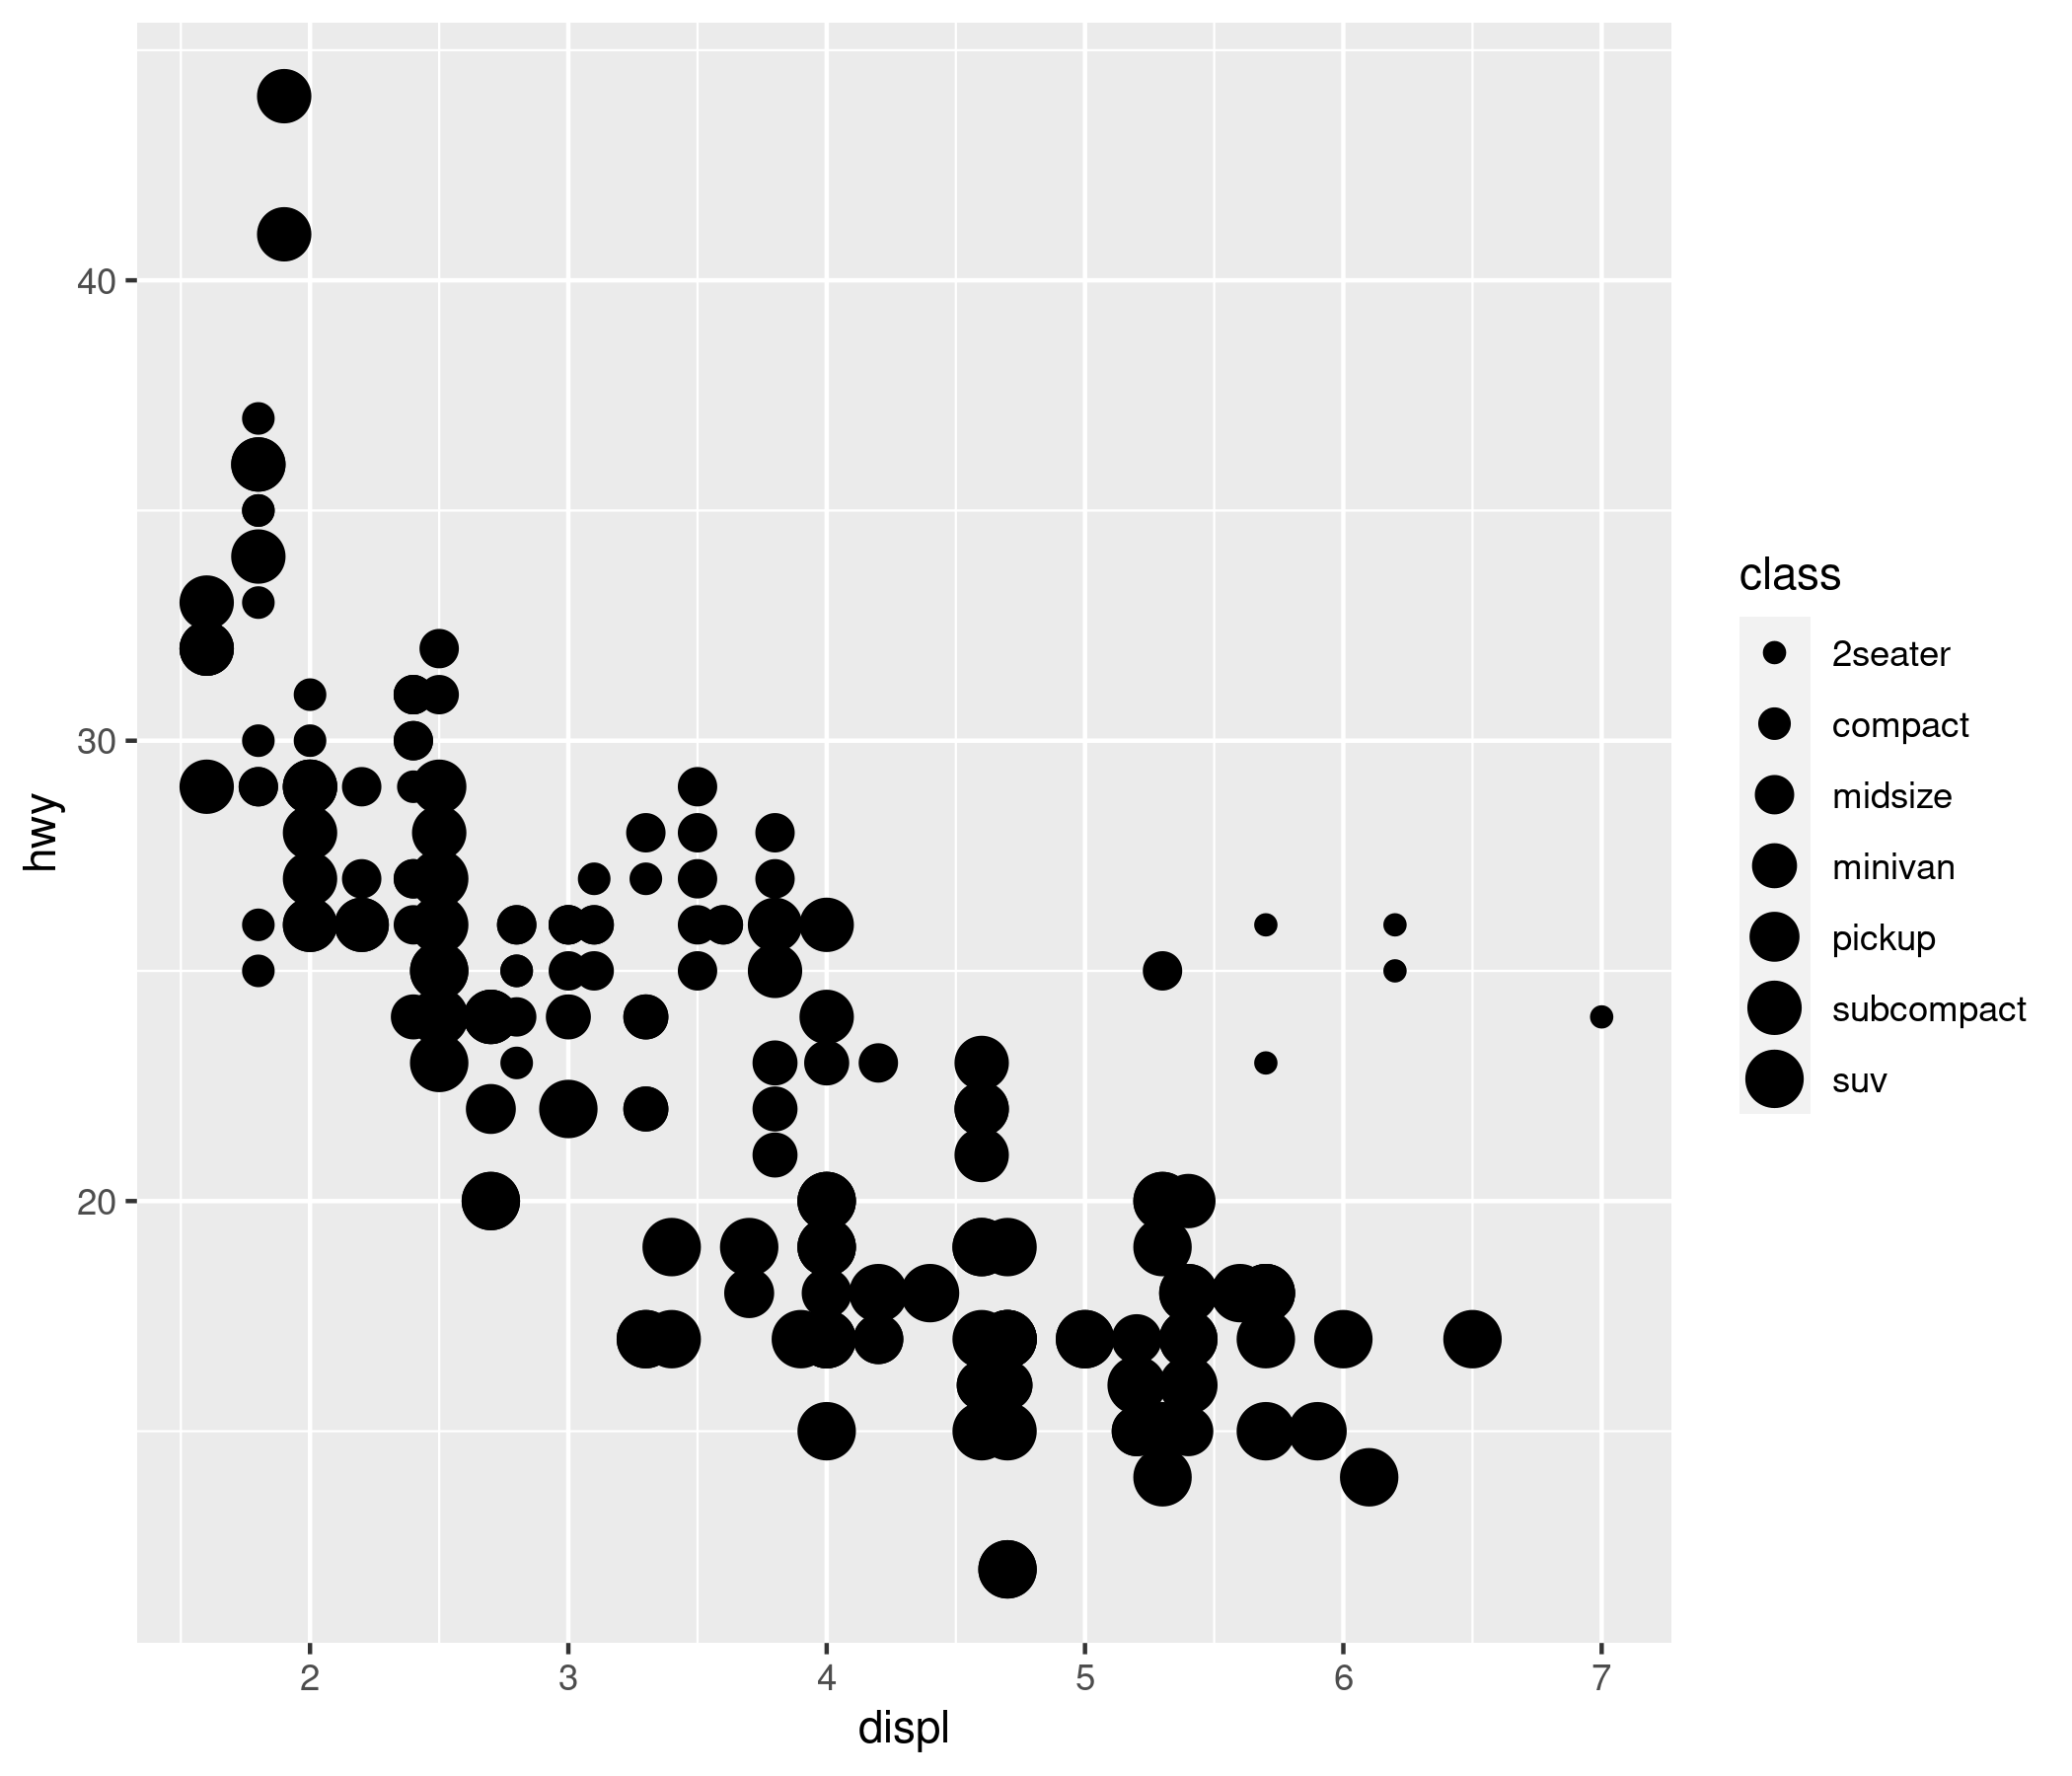 hwy
40
30
20
2 3 4 5 6 7
displ
class
2seater
compact
midsize
minivan
pickup
subcompact
suv